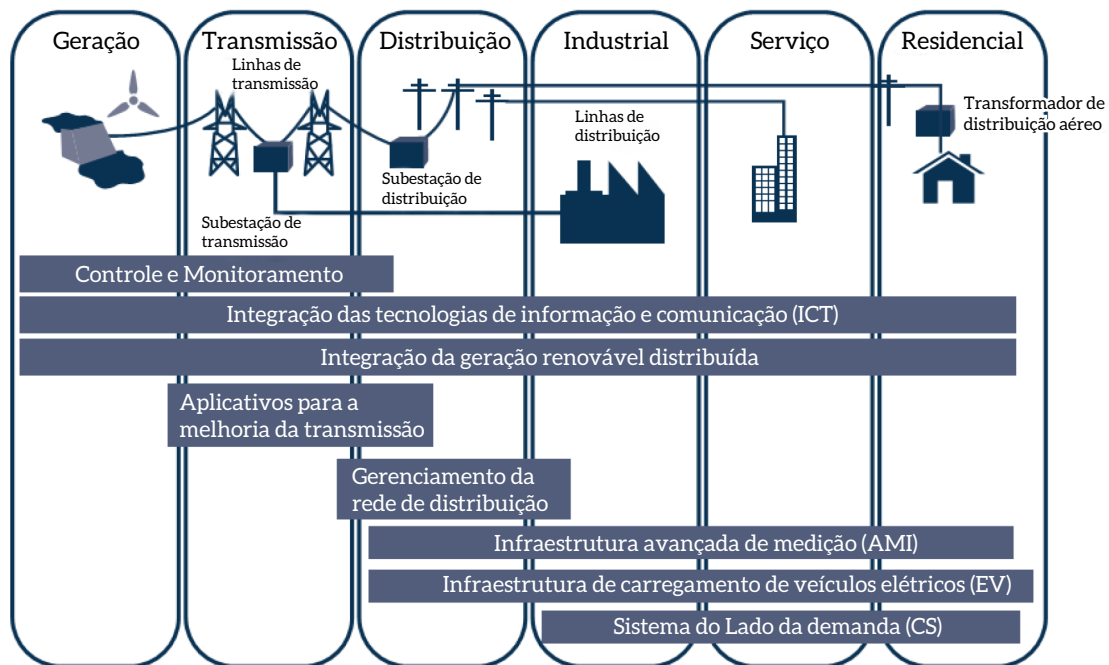 Geração
Transmissão
Distribuição
Industrial
Serviço
Residencial
Linhas de
transmissão
Subestação de
transmissão
Subestação de
distribuição
Linhas de
distribuição
Transformador de
distribuição aéreo
Controle e Monitoramento
Integração das tecnologias de informação e comunicação (ICT)
Integração da geração renovável distribuída
Aplicativos para a
melhoria da transmissão
Gerenciamento da
rede de distribuição
Infraestrutura avançada de medição (AMI)
Infraestrutura de carregamento de veículos elétricos (EV)
Sistema do Lado da demanda (CS)